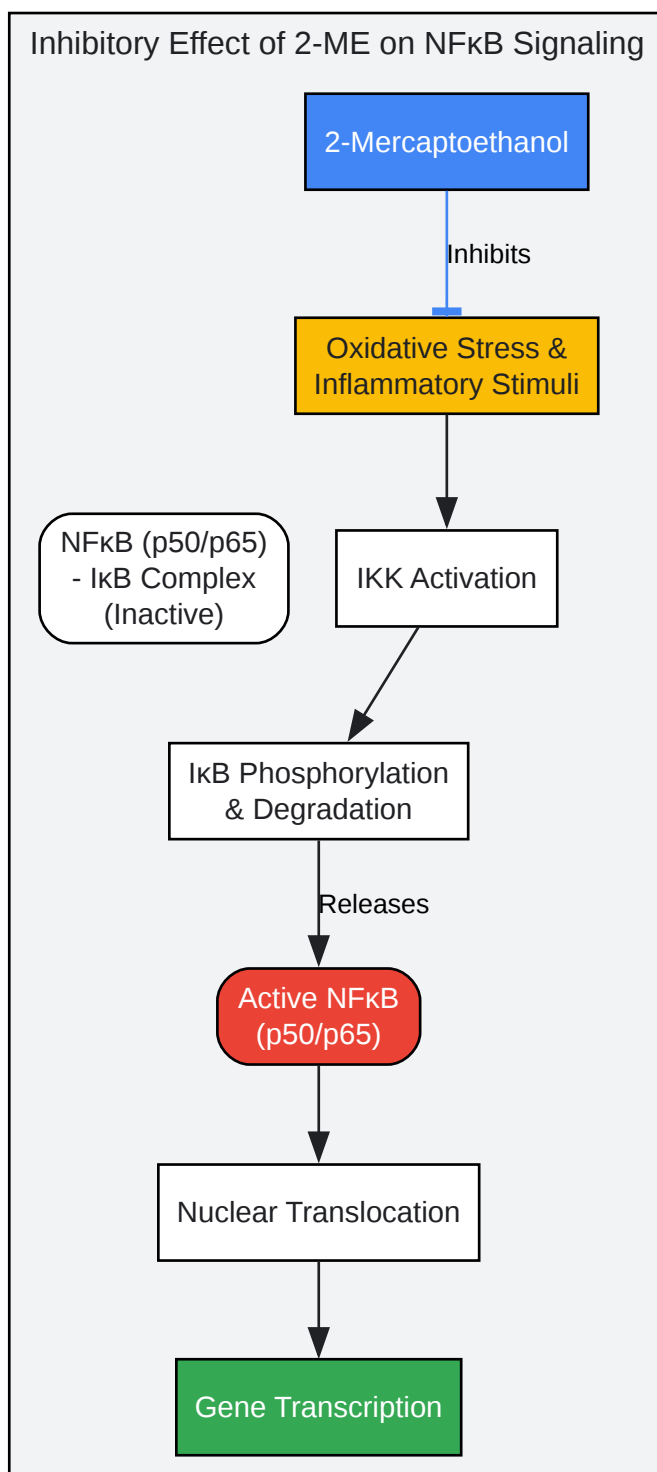 Inhibitory Effect of 2-ME on NFκB Signaling
2-Mercaptoethanol
Inhibits
Oxidative Stress &
Inflammatory Stimuli
NFκB (p50/p65)
- IκB Complex
(Inactive)
IKK Activation
IκB Phosphorylation
& Degradation
Releases
Active NFκB
(p50/p65)
Nuclear Translocation
Gene Transcription